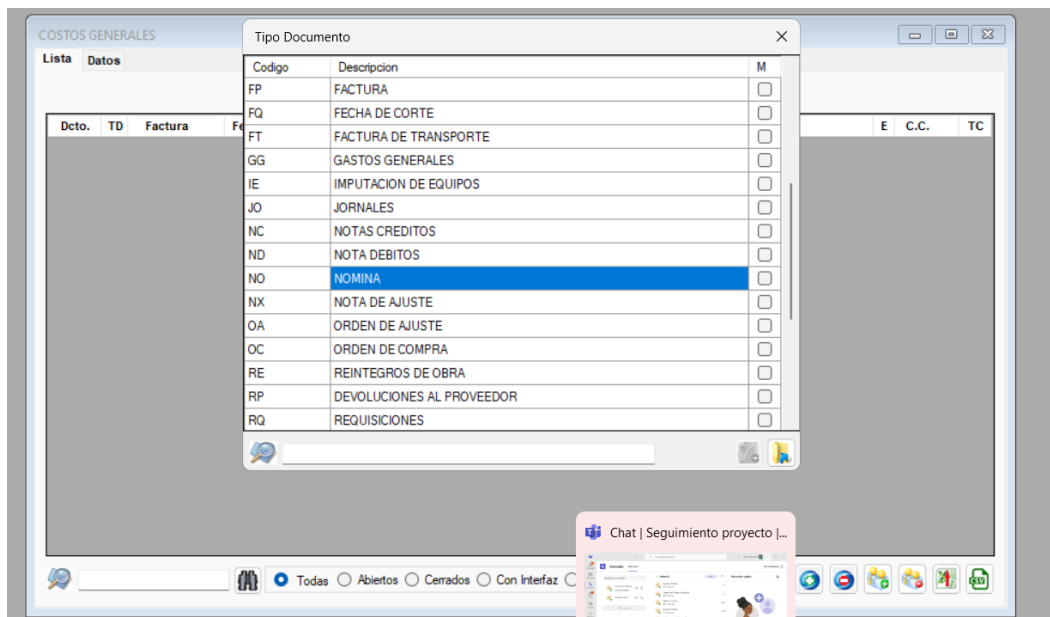 COSTOS GENERALES
Tipo Documento
Lista Datos
Codigo Descripcion M
FP FACTURA
FQ FECHA DE CORTE
FT FACTURA DE TRANSPORTE
GG GASTOS GENERALES
IE IMPUTACION DE EQUIPOS
JO JORNALES
NC NOTAS CREDITOS
ND NOTA DEBITOS
NO NOMINA
NX NOTA DE AJUSTE
OA ORDEN DE AJUSTE
OC ORDEN DE COMPRA
RE REINTEGROS DE OBRA
RP DEVOLUCIONES AL PROVEEDOR
RQ REQUISICIONES
Dcto. TD Factura Fe E C.C. TC
Chat | Seguimiento proyecto |...
Todas Abiertos Cerrados Con Interfaz
CSV